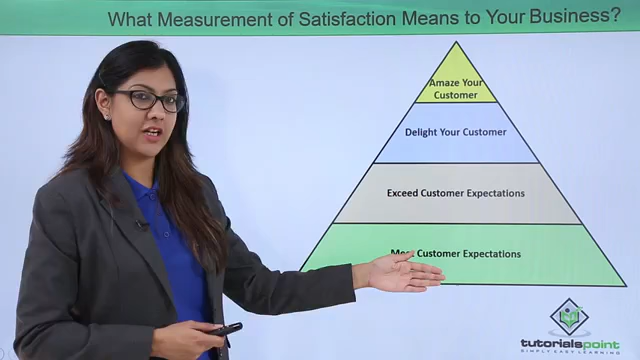 What Measurement of Satisfaction Means to Your Business?
Amaze Your
Customer
Delight Your Customer
Exceed Customer Expectations
Customer Expectations
tutorialspoint
SIMPLY EASY LEARNING